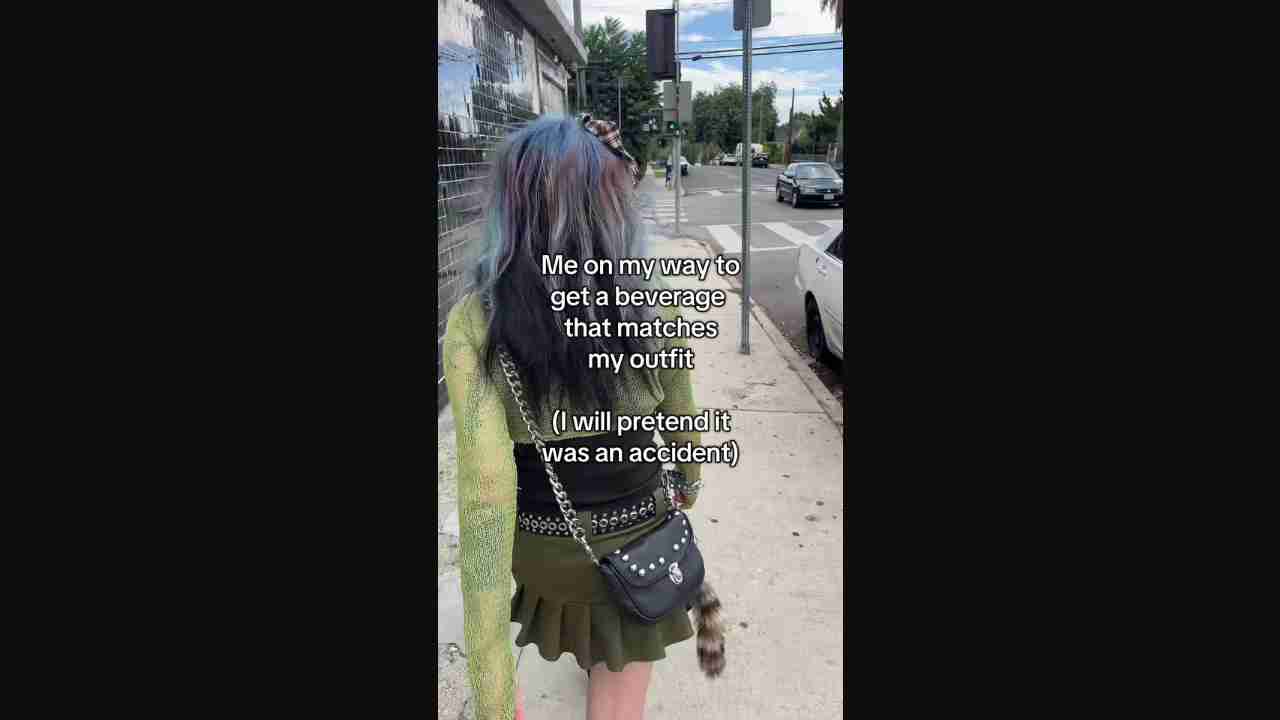 Me on my way to
get a beverage
that matches
my outfit
(I will pretend it
was an accident)